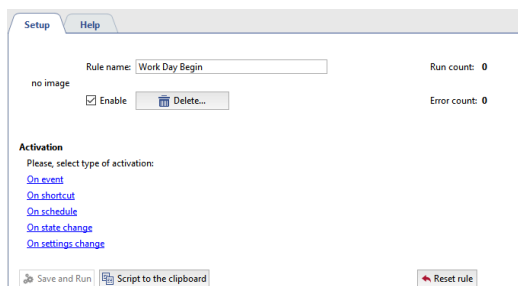 Setup Help
Rule name: Work Day Begin Run count: 0
no image
Enable Delete... Error count: 0
Activation
Please, select type of activation:
On event
On shortcut
On schedule
On state change
On settings change
Save and Run Script to the clipboard Reset rule